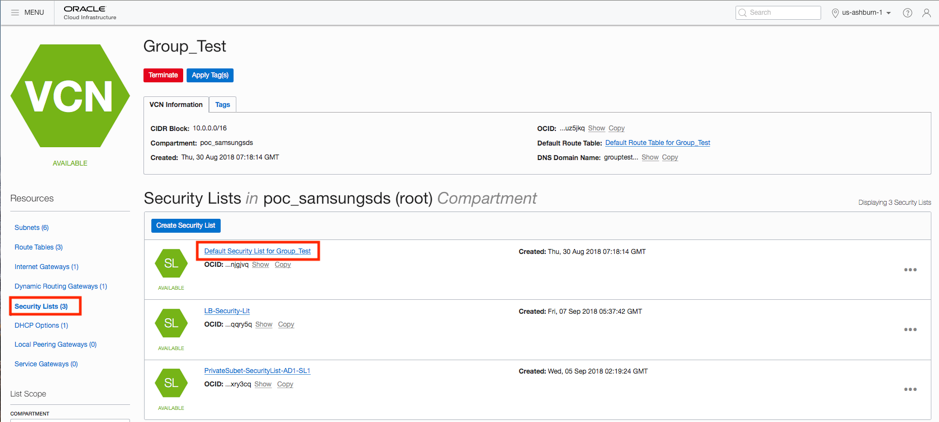 MENU
ORACLE
Cloud Infrastructure
Search
us-ashburn-1
VCN
AVAILABLE
Group_Test
Terminate
Apply Tag(s)
VCN Information
Tags
CIDR Block: 10.0.0.0/16
Compartment: poc_samsungsds
Created: Thu, 30 Aug 2018 07:18:14 GMT
OCID: ...uz5jkq Show Copy
Default Route Table: Default Route Table for Group_Test
DNS Domain Name: grouptest... Show Copy
Resources
Subnets (6)
Route Tables (3)
Internet Gateways (1)
Dynamic Routing Gateways (1)
Security Lists (3)
DHCP Options (1)
Local Peering Gateways (0)
Service Gateways (0)
List Scope
COMPARTMENT
Security Lists in poc_samsungsds (root) Compartment
Displaying 3 Security Lists
Create Security List
SL
AVAILABLE
Default Security List for Group_Test
OCID: ...njgjvq Show Copy
Created: Thu, 30 Aug 2018 07:18:14 GMT
SL
AVAILABLE
LB-Security-Lit
OCID: ...qqry5q Show Copy
Created: Fri, 07 Sep 2018 05:37:42 GMT
SL
AVAILABLE
PrivateSubet-SecurityList-AD1-SL1
OCID: ...xry3cq Show Copy
Created: Wed, 05 Sep 2018 02:19:24 GMT